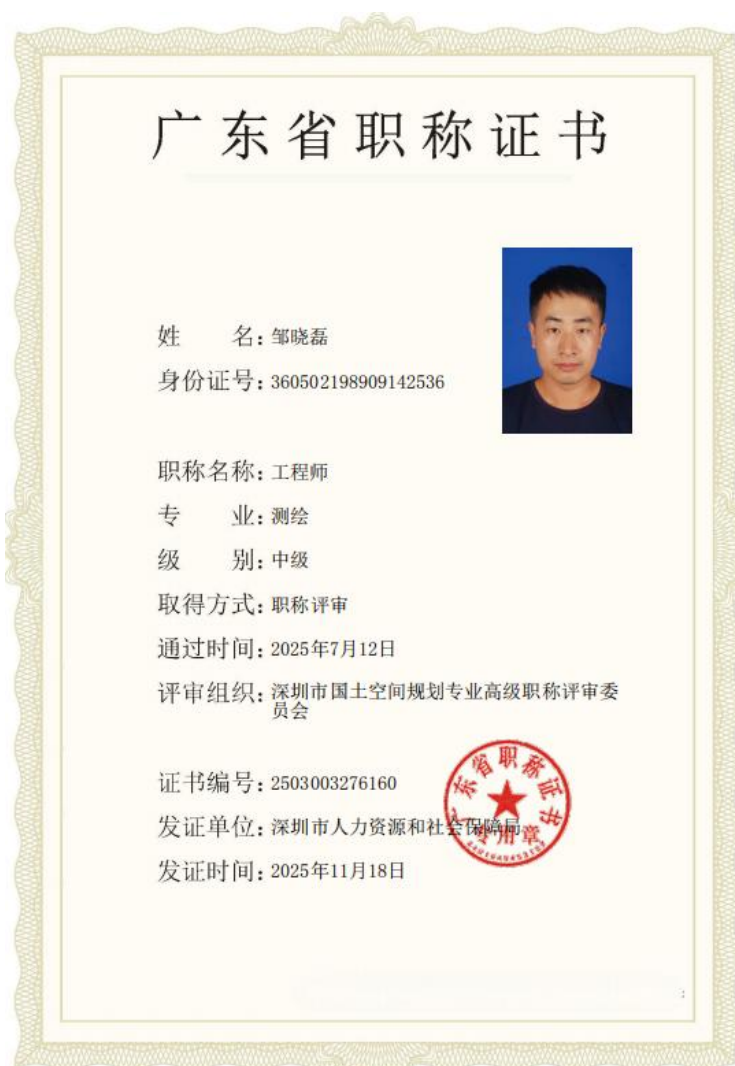 广东省职称证书
姓 名：邹晓磊
身份证号：360502198909142536
职称名称：工程师
专 业：测绘
级 别：中级
取得方式：职称评审
通过时间：2025年7月12日
评审组织：深圳市国土空间规划专业高级职称评审委
员会
证书编号：2503003276160
发证单位：深圳市人力资源和社会保障局
发证时间：2025年11月18日
广东省职称证书
专用章